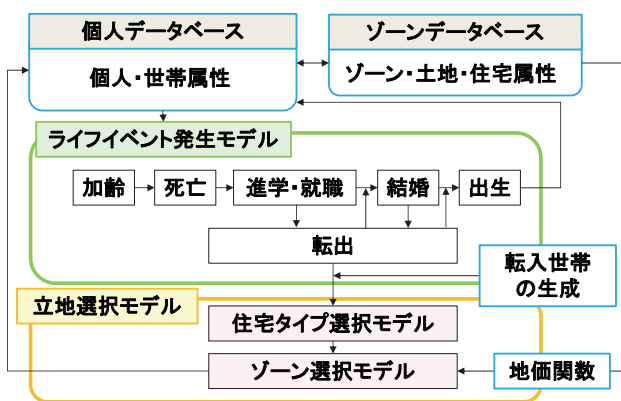 個人データベース
個人・世帯属性
ゾーンデータベース
ゾーン・土地・住宅属性
ライフイベント発生モデル
加齢
死亡
進学・就職
結婚
出生
転出
転入世帯
の生成
立地選択モデル
住宅タイプ選択モデル
ゾーン選択モデル
地価関数